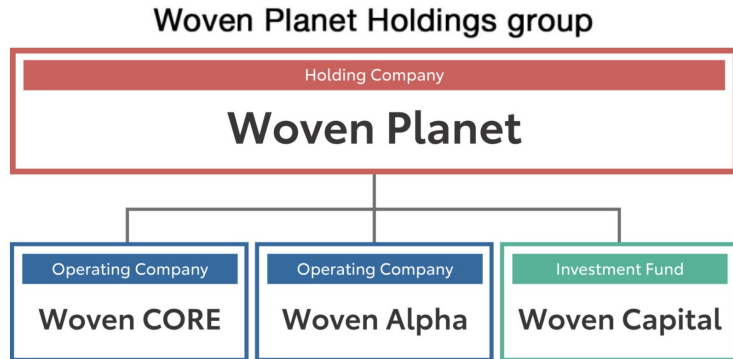 Woven Planet Holdings group
Holding Company
Woven Planet
Operating Company
Woven CORE
Operating Company
Woven Alpha
Investment Fund
Woven Capital